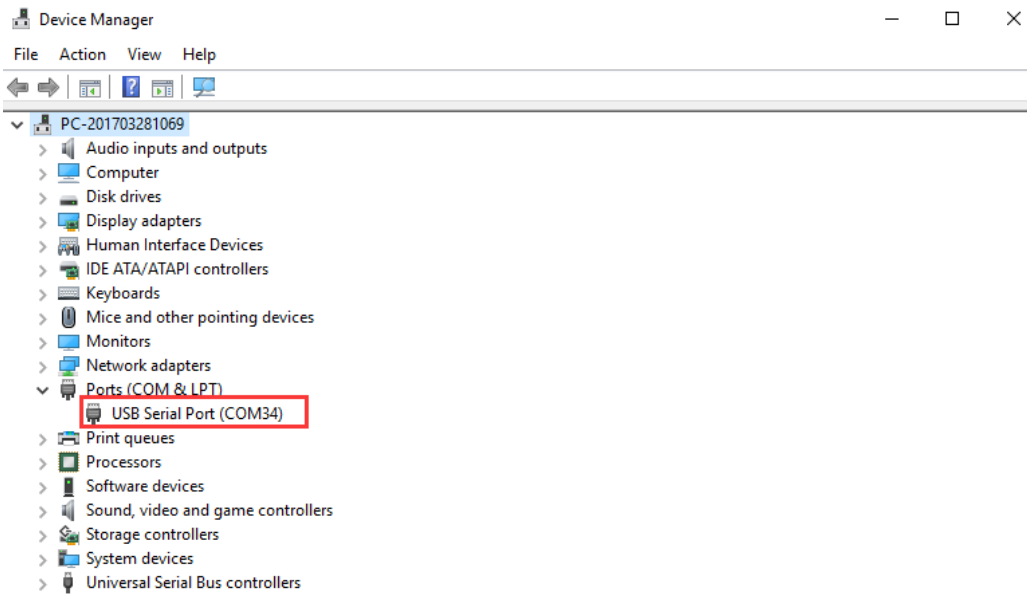 Device Manager
File Action View Help
PC-201703281069
Audio inputs and outputs
Computer
Disk drives
Display adapters
Human Interface Devices
IDE ATA/ATAPI controllers
Keyboards
Mice and other pointing devices
Monitors
Network adapters
Ports (COM & LPT)
USB Serial Port (COM34)
Print queues
Processors
Software devices
Sound, video and game controllers
Storage controllers
System devices
Universal Serial Bus controllers